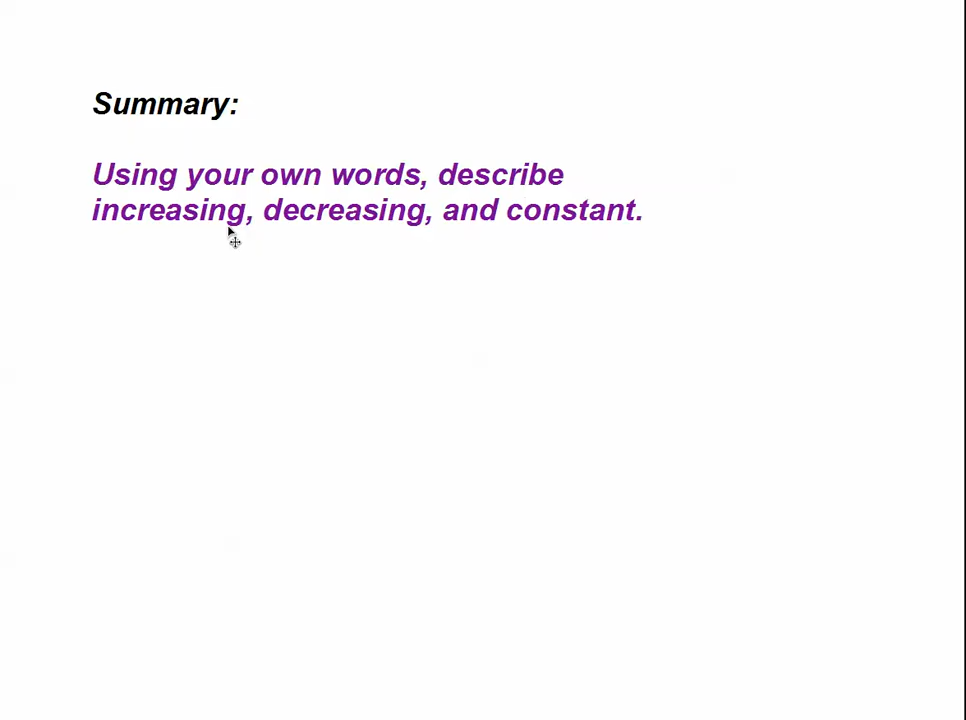 Summary:
Using your own words, describe
increasing, decreasing, and constant.